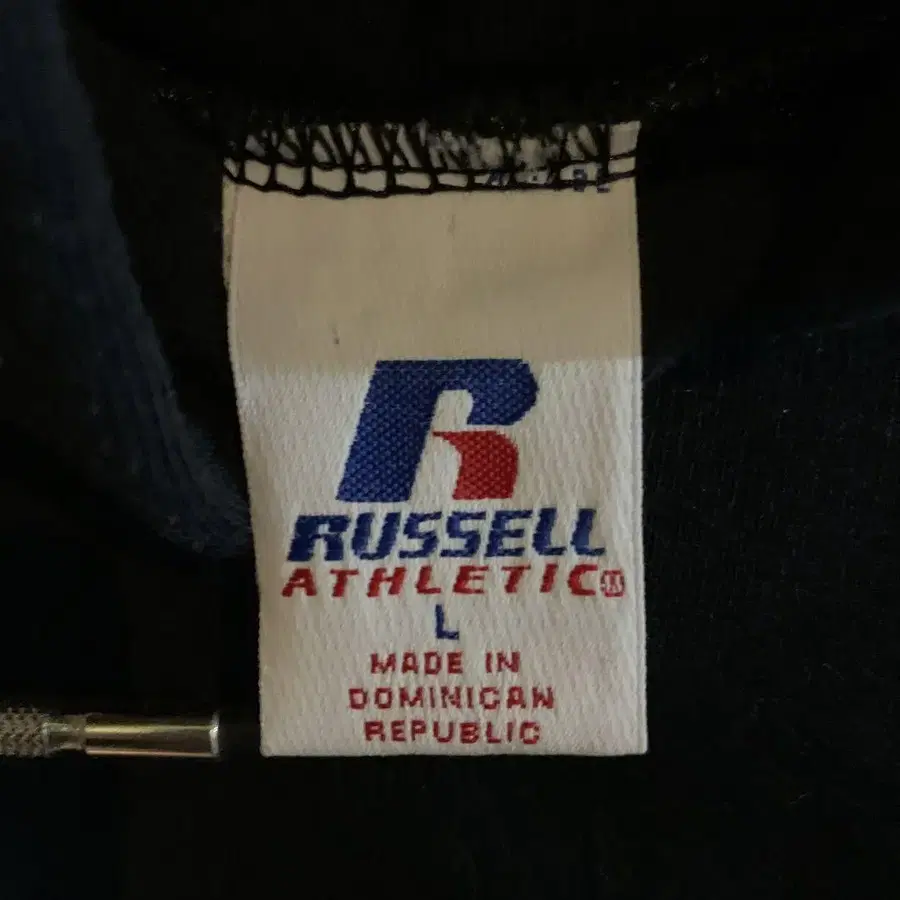 RUSSELL
ATHLETIC®
L
MADE IN
DOMINICAN
REPUBLIC